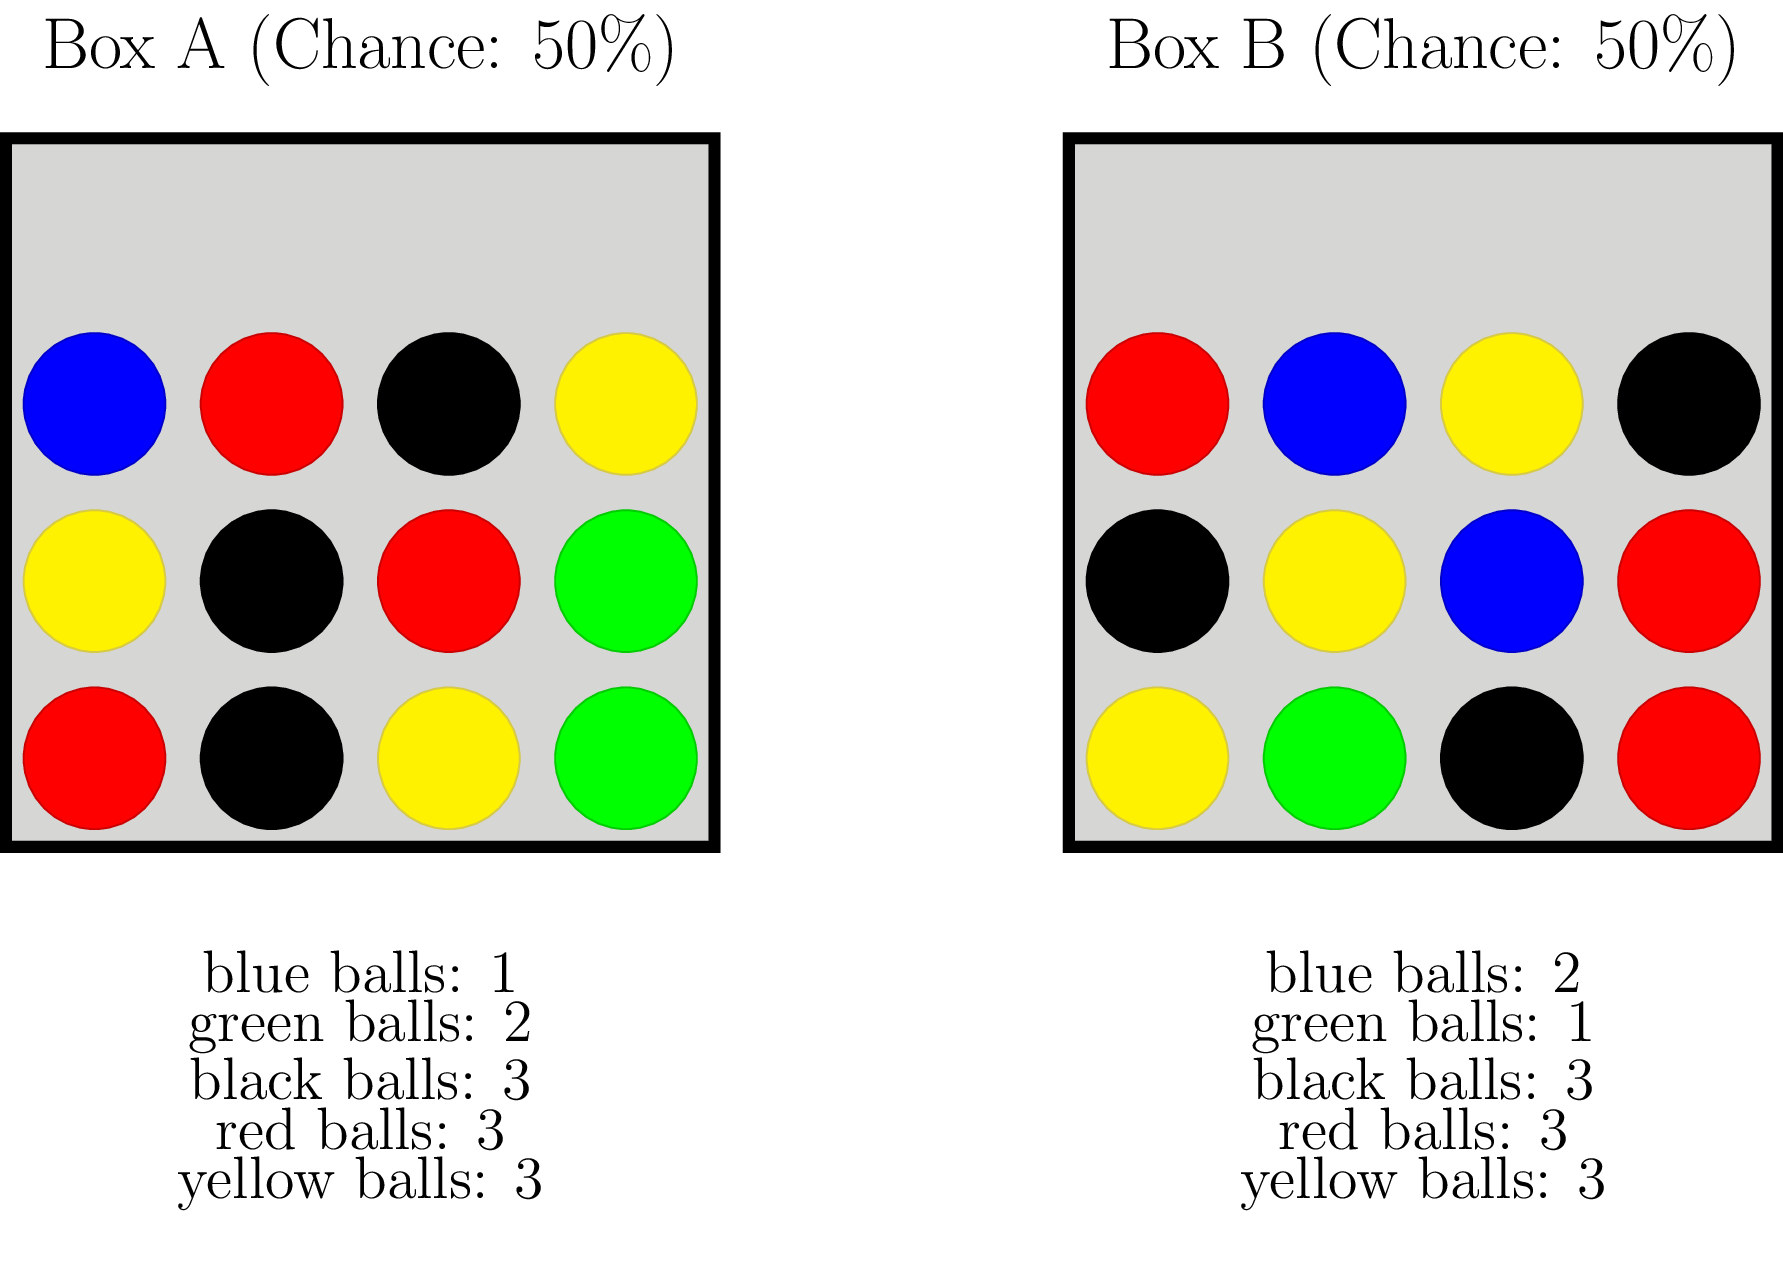 Box A (Chance: 50%)
Box B (Chance: 50%)
blue balls: 1
green balls: 2
black balls: 3
red balls: 3
yellow balls: 3
blue balls: 2
green balls: 1
black balls: 3
red balls: 3
yellow balls: 3